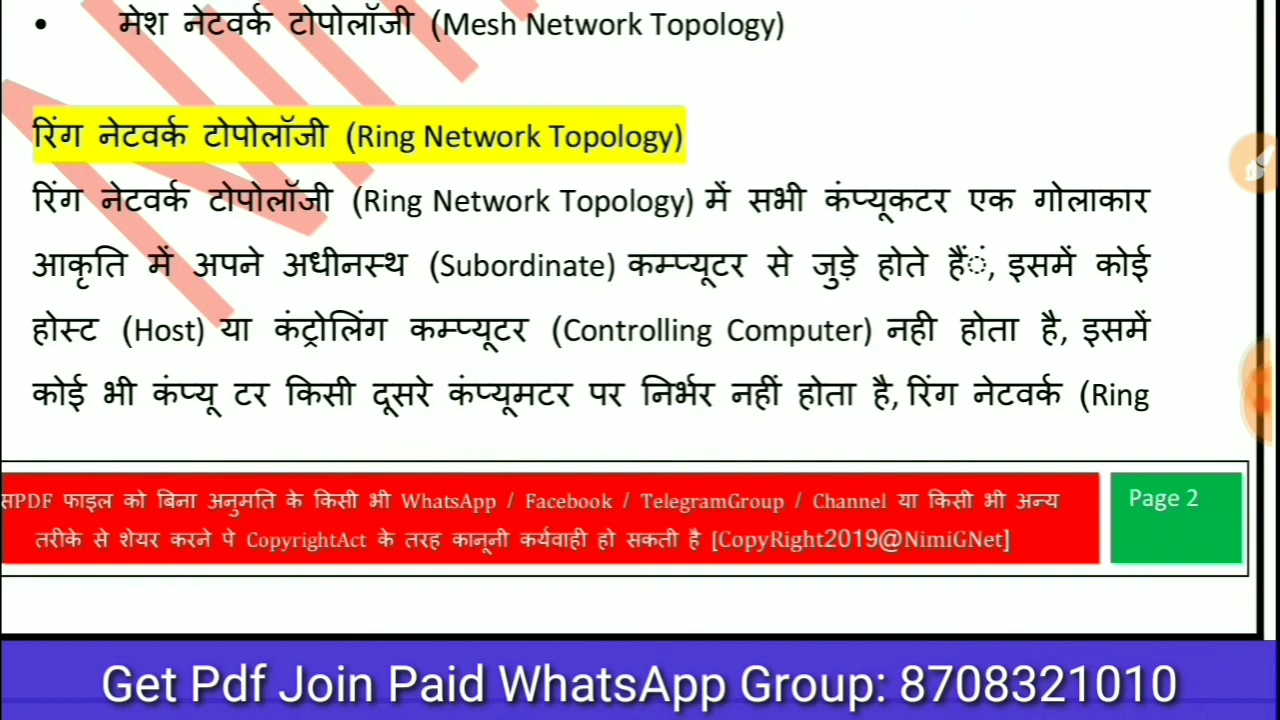 • मेश नेटवर्क टोपोलॉजी (Mesh Network Topology)
रिंग नेटवर्क टोपोलॉजी (Ring Network Topology)
रिंग नेटवर्क टोपोलॉजी (Ring Network Topology) में सभी कंप्यूकटर एक गोलाकार
आकृति में अपने अधीनस्थ (Subordinate) कम्प्यूटर से जुड़े होते हैंं, इसमें कोई
होस्ट (Host) या कंट्रोलिंग कम्प्यूटर (Controlling Computer) नही होता है, इसमें
कोई भी कंप्यू टर किसी दूसरे कंप्यूमटर पर निर्भर नहीं होता है, रिंग नेटवर्क (Ring
सPDF फाइल को बिना अनुमति के किसी भी WhatsApp / Facebook / TelegramGroup / Channel या किसी भी अन्य
तरीके से शेयर करने पे CopyrightAct के तरह कानूनी कर्यवाही हो सकती है [CopyRight2019@NimiGNet]
Page 2
Get Pdf Join Paid WhatsApp Group: 8708321010